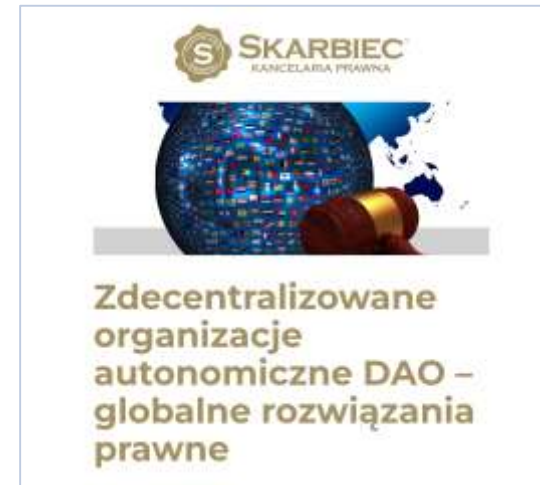 SKARBIEC
KANCELARIA PRAWNA
Zdecentralizowane
organizacje
autonomiczne DAO –
globalne rozwiązania
prawne